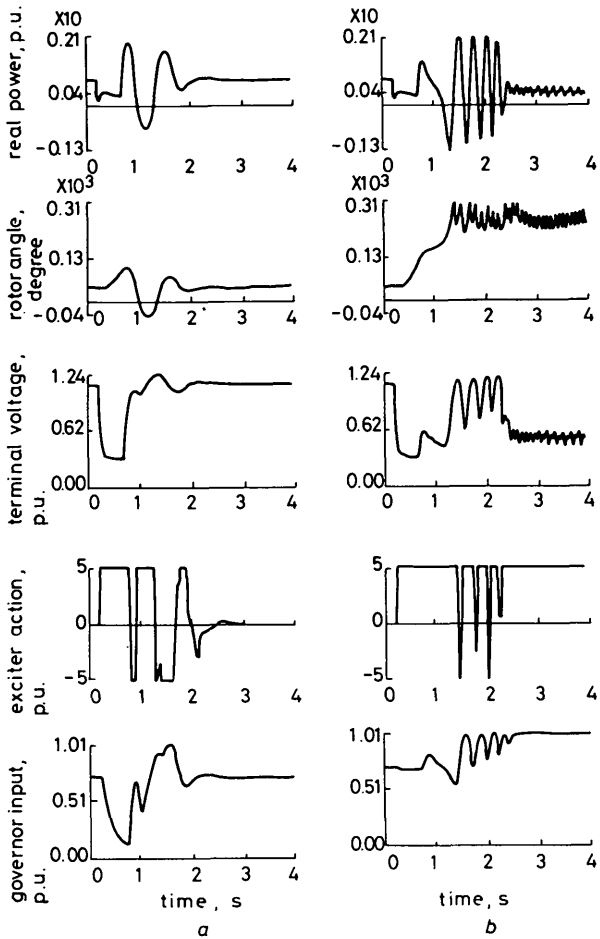 X10
X10
real power, p.u.
0.21
0.04
-0.13
0 1 2 3 4
0.21
0.04
-0.13
0 1 2 3 4
X10³
X10³
rotor angle,
degree
0.31
0.13
-0.04
0 1 2 3 4
0.31
0.13
-0.04
0 1 2 3 4
terminal voltage,
p.u.
1.24
0.62
0.00
0 1 2 3 4
1.24
0.62
0.00
0 1 2 3 4
exciter action,
p.u.
5
0
-5
0 1 2 3 4
5
0
-5
0 1 2 3 4
governor input,
p.u.
1.01
0.51
0.00
0 1 2 3 4
1.01
0.51
0.00
0 1 2 3 4
time, s
time, s
a
b